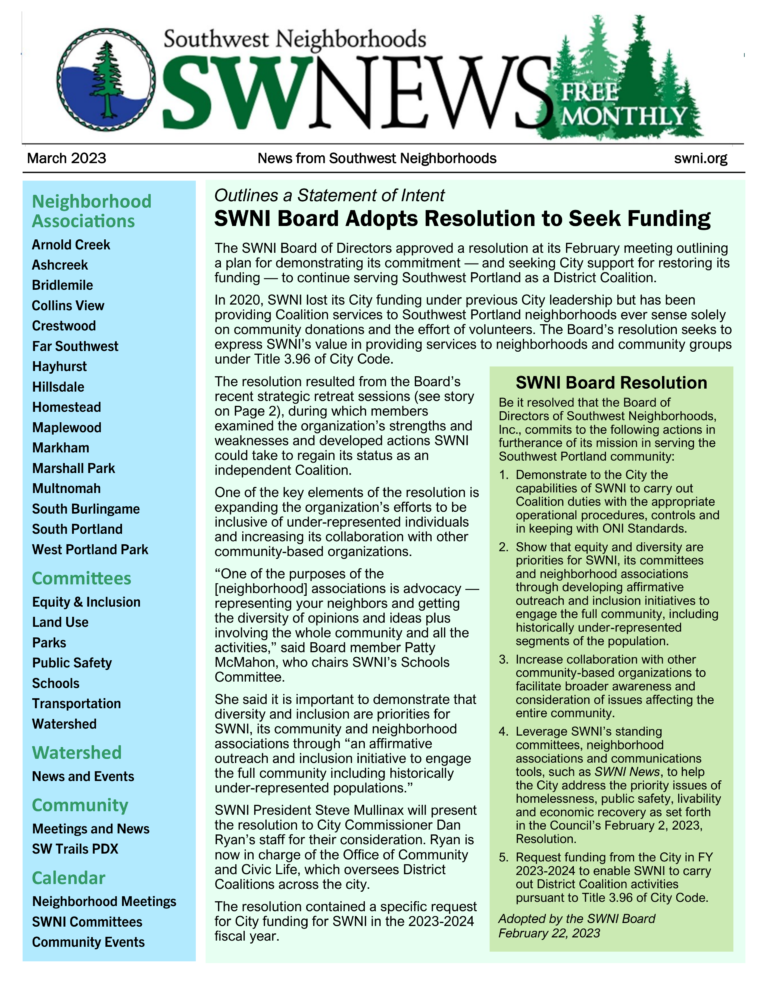 Southwest Neighborhoods
SWNEWS
FREE
MONTHLY
March 2023
News from Southwest Neighborhoods
swni.org
Neighborhood
Associations
Arnold Creek
Ashcreek
Bridlemile
Collins View
Crestwood
Far Southwest
Hayhurst
Hillsdale
Homestead
Maplewood
Markham
Marshall Park
Multnomah
South Burlingame
South Portland
West Portland Park
Committees
Equity & Inclusion
Land Use
Parks
Public Safety
Schools
Transportation
Watershed
Watershed
News and Events
Community
Meetings and News
SW Trails PDX
Calendar
Neighborhood Meetings
SWNI Committees
Community Events
Outlines a Statement of Intent
SWNI Board Adopts Resolution to Seek Funding
The SWNI Board of Directors approved a resolution at its February meeting outlining
a plan for demonstrating its commitment — and seeking City support for restoring its
funding — to continue serving Southwest Portland as a District Coalition.
In 2020, SWNI lost its City funding under previous City leadership but has been
providing Coalition services to Southwest Portland neighborhoods ever sense solely
on community donations and the effort of volunteers. The Board's resolution seeks to
express SWNI's value in providing services to neighborhoods and community groups
under Title 3.96 of City Code.
The resolution resulted from the Board's
recent strategic retreat sessions (see story
on Page 2), during which members
examined the organization's strengths and
weaknesses and developed actions SWNI
could take to regain its status as an
independent Coalition.
One of the key elements of the resolution is
expanding the organization's efforts to be
inclusive of under-represented individuals
and increasing its collaboration with other
community-based organizations.
“One of the purposes of the
[neighborhood] associations is advocacy —
representing your neighbors and getting
the diversity of opinions and ideas plus
involving the whole community and all the
activities,” said Board member Patty
McMahon, who chairs SWNI's Schools
Committee.
She said it is important to demonstrate that
diversity and inclusion are priorities for
SWNI, its community and neighborhood
associations through “an affirmative
outreach and inclusion initiative to engage
the full community including historically
under-represented populations.”
SWNI President Steve Mullinax will present
the resolution to City Commissioner Dan
Ryan's staff for their consideration. Ryan is
now in charge of the Office of Community
and Civic Life, which oversees District
Coalitions across the city.
The resolution contained a specific request
for City funding for SWNI in the 2023-2024
fiscal year.
SWNI Board Resolution
Be it resolved that the Board of
Directors of Southwest Neighborhoods,
Inc., commits to the following actions in
furtherance of its mission in serving the
Southwest Portland community:
1. Demonstrate to the City the
capabilities of SWNI to carry out
Coalition duties with the appropriate
operational procedures, controls and
in keeping with ONI Standards.
2. Show that equity and diversity are
priorities for SWNI, its committees
and neighborhood associations
through developing affirmative
outreach and inclusion initiatives to
engage the full community, including
historically under-represented
segments of the population.
3. Increase collaboration with other
community-based organizations to
facilitate broader awareness and
consideration of issues affecting the
entire community.
4. Leverage SWNI's standing
committees, neighborhood
associations and communications
tools, such as SWNI News, to help
the City address the priority issues of
homelessness, public safety, livability
and economic recovery as set forth
in the Council's February 2, 2023,
Resolution.
5. Request funding from the City in FY
2023-2024 to enable SWNI to carry
out District Coalition activities
pursuant to Title 3.96 of City Code.
Adopted by the SWNI Board
February 22, 2023